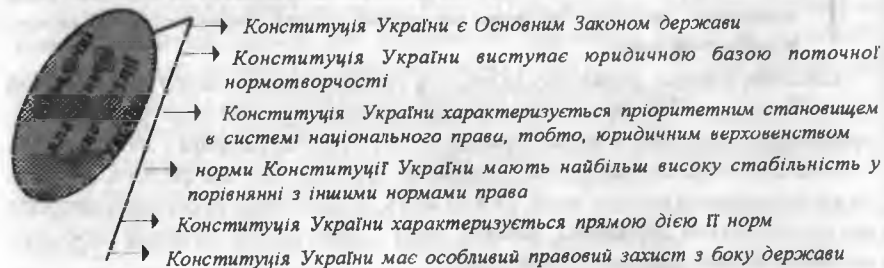 Конституція України є Основним Законом держави
Конституція України виступає юридичною базою поточної
нормотворчості
Конституція України характеризується пріоритетним становищем
в системі національного права, тобто, юридичним верховенством
норми Конституції України мають найбільш високу стабільність у
порівнянні з іншими нормами права
Конституція України характеризується прямою дією її норм
Конституція України має особливий правовий захист з боку держави